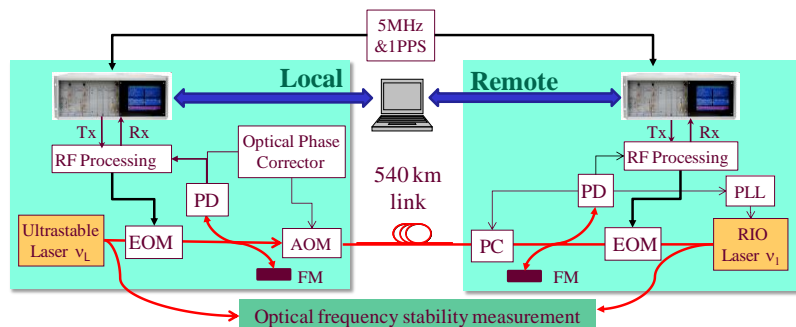 5MHz
&1PPS
Local
Remote
Tx
Rx
Tx
Rx
RF Processing
Optical Phase
Corrector
540 km
link
RF Processing
PD
PD
PLL
Ultrastable
Laser νL
EOM
AOM
PC
EOM
RIO
Laser ν1
FM
FM
Optical frequency stability measurement